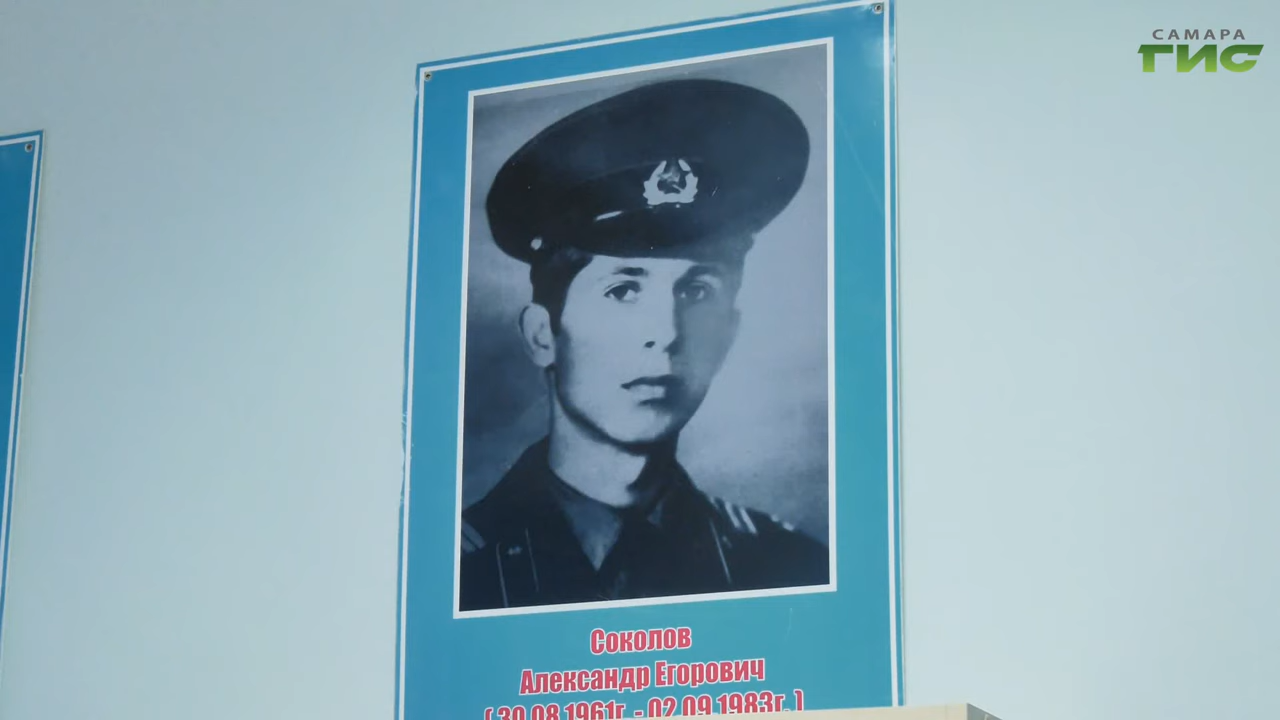 САМАРА
ГИС
Соколов
Александр Егорович
( 30.08.1961г. - 02.09.1983г. )